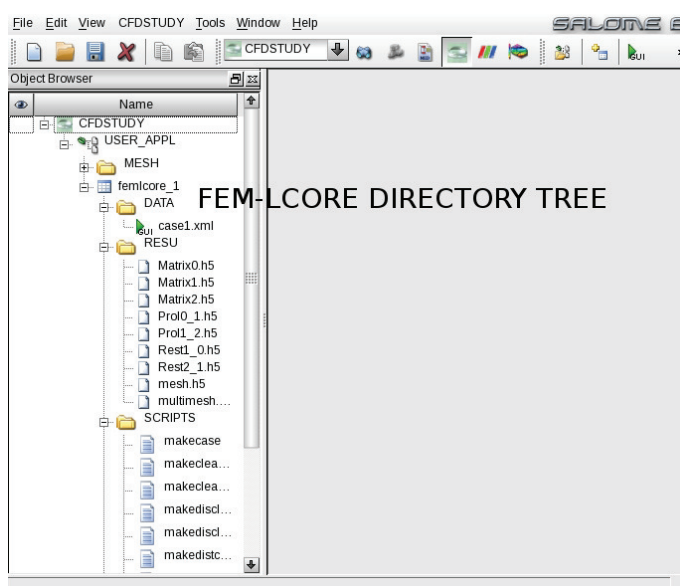 File Edit View CFDSTUDY Tools Window Help SALOME
CFDSTUDY GUI
Object Browser
Name
CFDSTUDY
USER_APPL
MESH
femlcore_1
FEM-LCORE DIRECTORY TREE
DATA
GUI case1.xml
RESU
Matrix0.h5
Matrix1.h5
Matrix2.h5
Prol0_1.h5
Prol1_2.h5
Rest1_0.h5
Rest2_1.h5
mesh.h5
multimesh....
SCRIPTS
makecase
makeclea...
makeclea...
makediscl...
makediscl...
makedistc...